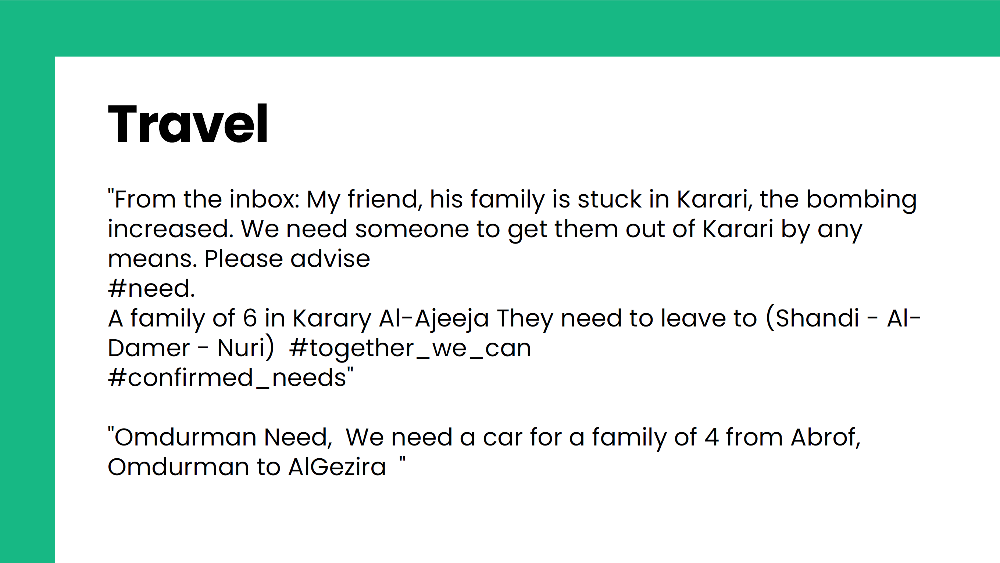 Travel
"From the inbox: My friend, his family is stuck in Karari, the bombing
increased. We need someone to get them out of Karari by any
means. Please advise
#need.
A family of 6 in Karary Al-Ajeeja They need to leave to (Shandi - Al-
Damer - Nuri)  #together_we_can
#confirmed_needs"
"Omdurman Need,  We need a car for a family of 4 from Abrof,
Omdurman to AlGezira  "